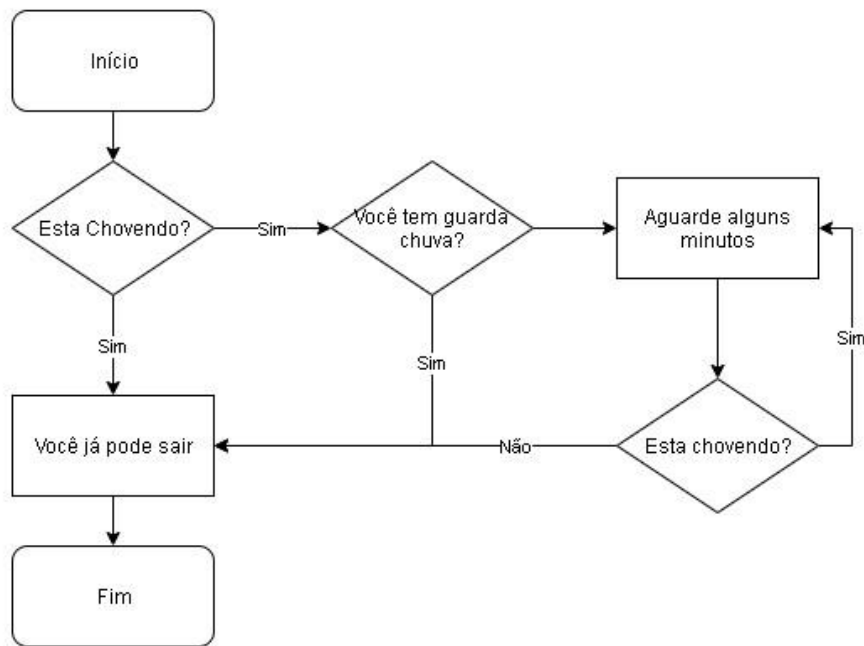 Início
Esta Chovendo?
Sim
Você tem guarda
chuva?
Aguarde alguns
minutos
Sim
Sim
Sim
Você já pode sair
Não
Esta chovendo?
Fim